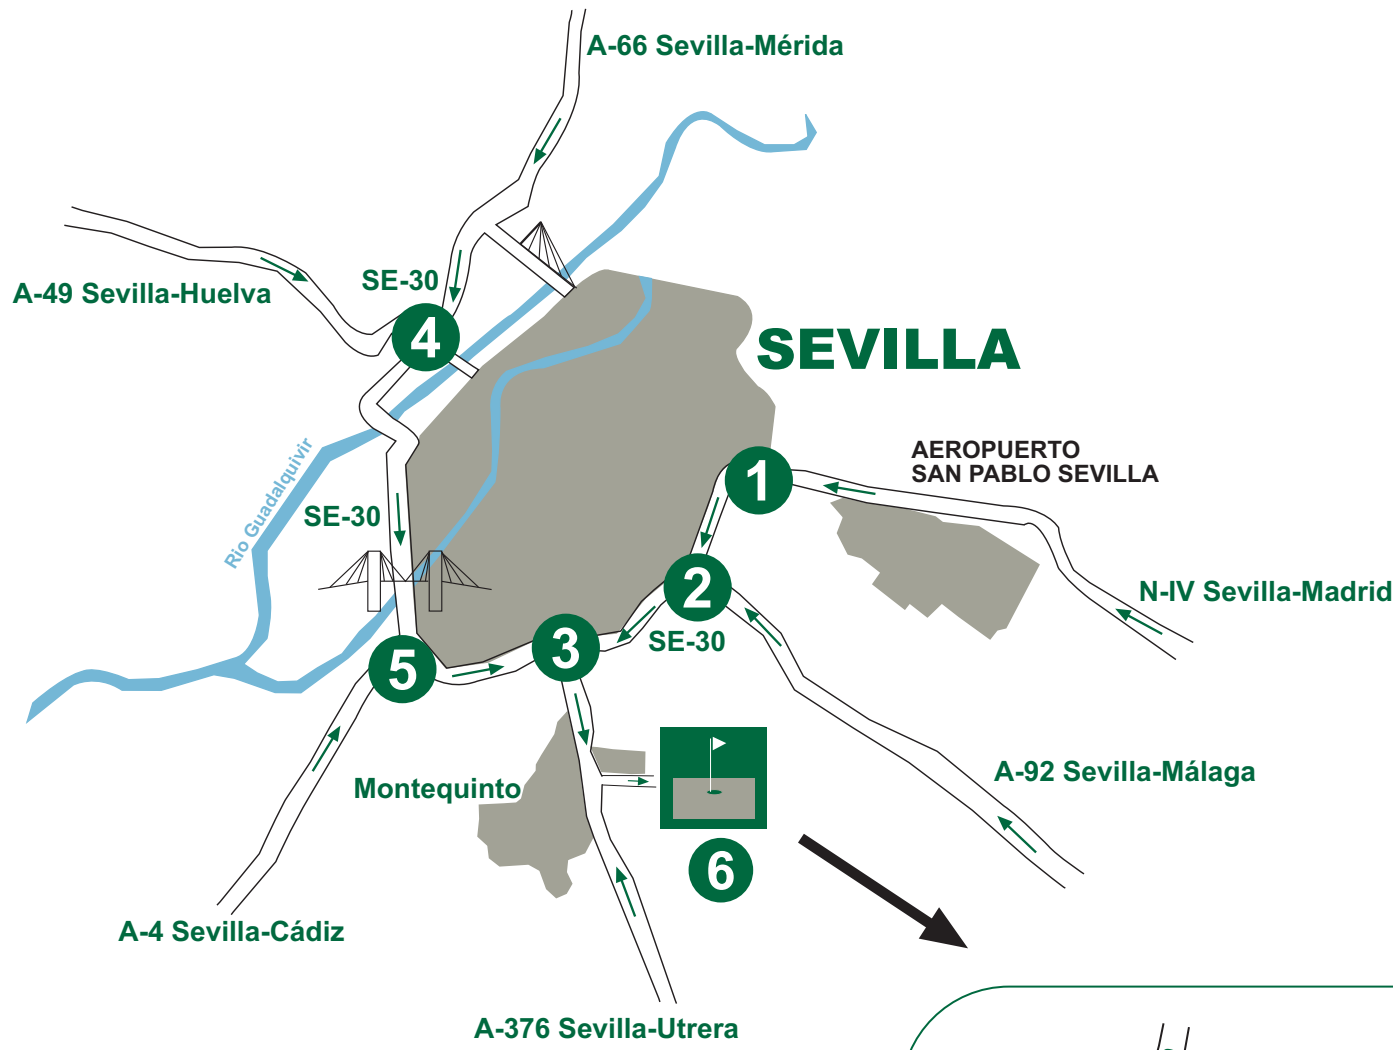 A-66 Sevilla-Mérida
A-49 Sevilla-Huelva
SE-30
4
SEVILLA
Rio Guadalquivir
AEROPUERTO
SAN PABLO SEVILLA
1
SE-30
2
N-IV Sevilla-Madrid
SE-30
3
5
Montequinto
A-92 Sevilla-Málaga
6
A-4 Sevilla-Cádiz
A-376 Sevilla-Utrera